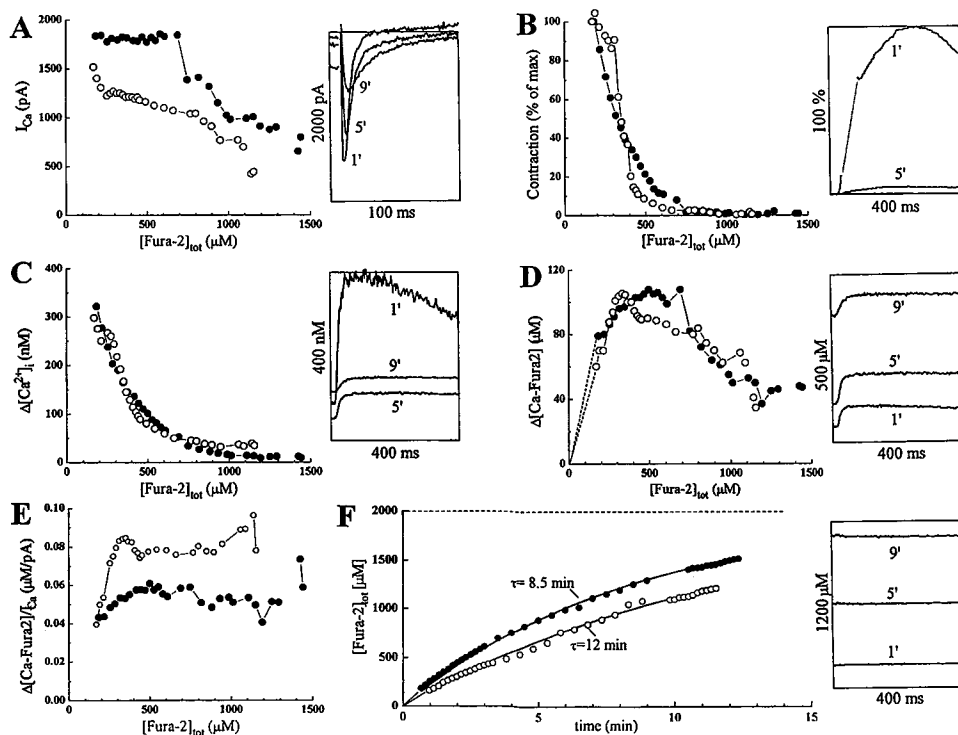 A
I_Ca (pA)
2000
1500
1000
500
0
0
500
1000
1500
[Fura-2]_tot (μM)
2000 pA
9'
5'
1'
100 ms
B
Contraction (% of max)
100
80
60
40
20
0
0
500
1000
1500
[Fura-2]_tot (μM)
100 %
1'
5'
400 ms
C
Δ[Ca²⁺]_i (nM)
400
300
200
100
0
0
500
1000
1500
[Fura-2]_tot (μM)
400 nM
1'
9'
5'
400 ms
D
Δ[Ca-Fura2] (μM)
120
80
40
0
0
500
1000
1500
[Fura-2]_tot (μM)
500 μM
9'
5'
1'
400 ms
E
Δ[Ca-Fura2]/I_Ca (μM/pA)
0.10
0.08
0.06
0.04
0.02
0.00
0
500
1000
1500
[Fura-2]_tot (μM)
F
[Fura-2]_tot [μM]
2000
1500
1000
500
0
τ=8.5 min
τ=12 min
0
5
10
15
time (min)
1200 μM
9'
5'
1'
400 ms